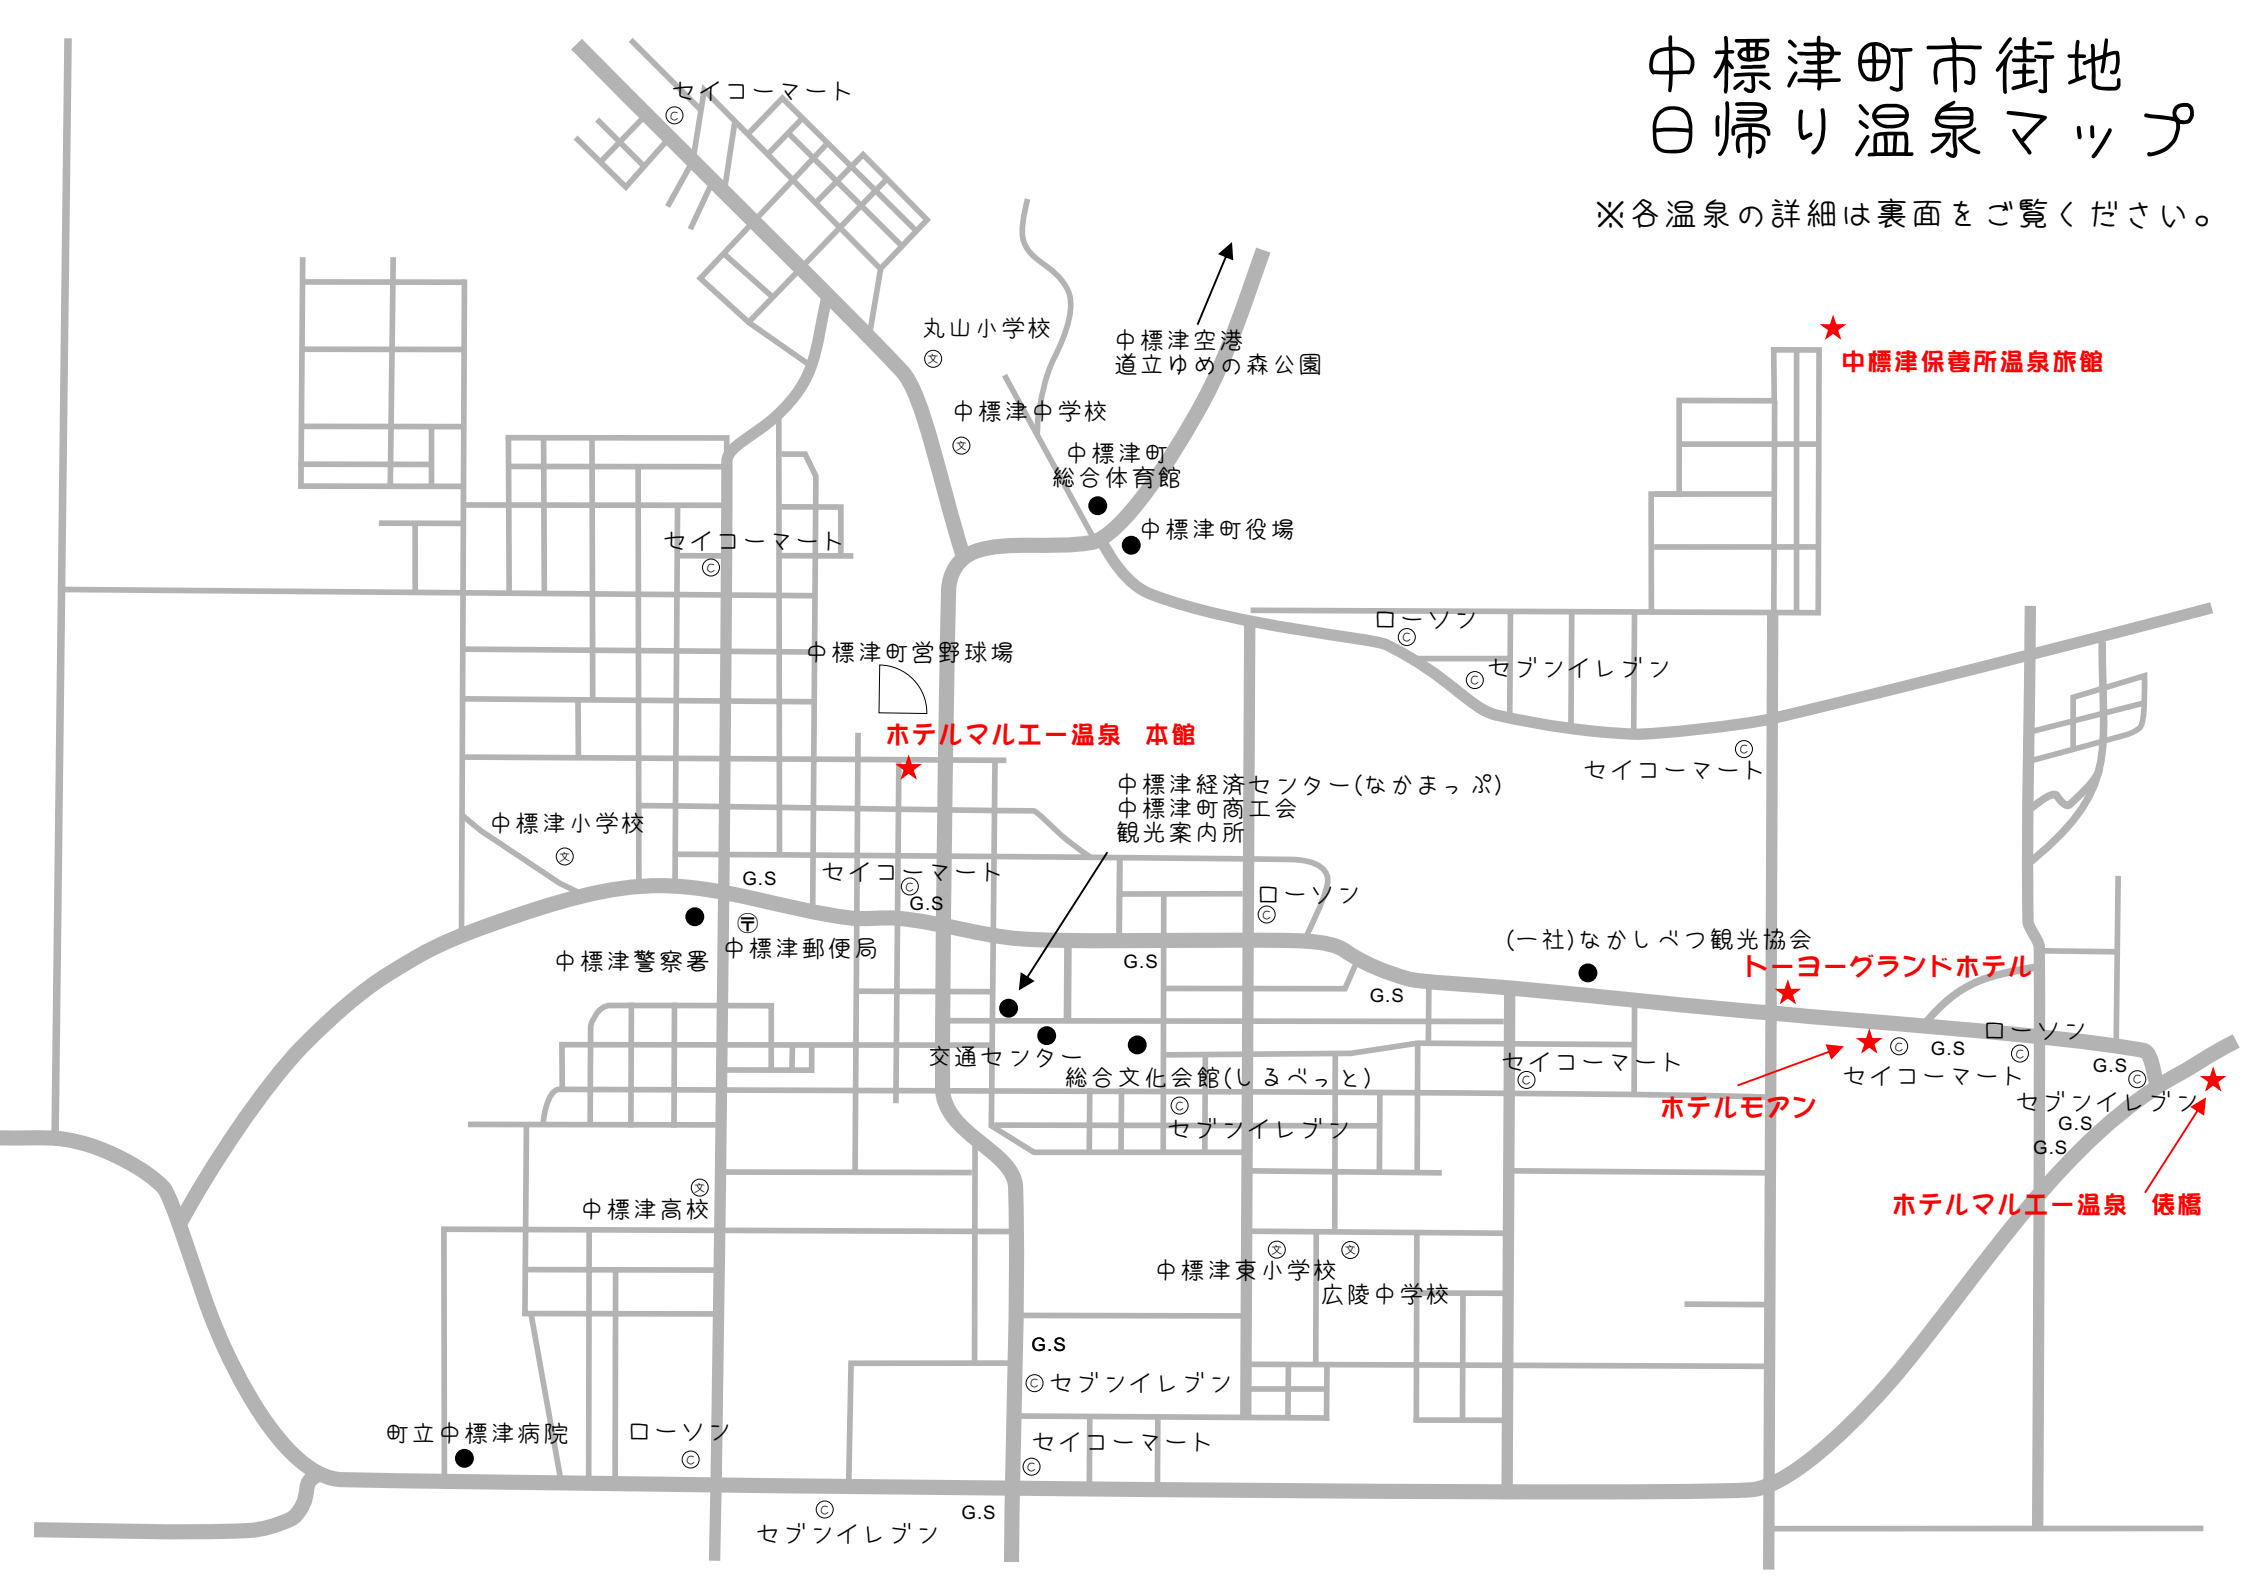 中標津町市街地
日帰り温泉マップ
※各温泉の詳細は裏面をご覧ください。
セイコーマート
Ⓒ
丸山小学校
文
中標津空港
道立ゆめの森公園
中標津保養所温泉旅館
中標津中学校
文
中標津町
総合体育館
中標津町役場
セイコーマート
Ⓒ
ローソン
Ⓒ
セブンイレブン
Ⓒ
中標津町営野球場
ホテルマルエー温泉　本館
セイコーマート
Ⓒ
中標津経済センター(なかまっぷ)
中標津町商工会
観光案内所
中標津小学校
文
G.S
セイコーマート
Ⓒ
G.S
ローソン
Ⓒ
中標津警察署
〒
中標津郵便局
G.S
(一社)なかしべつ観光協会
トーヨーグランドホテル
G.S
交通センター
総合文化会館(しるべっと)
Ⓒ
セブンイレブン
セイコーマート
Ⓒ
ホテルモアン
Ⓒ
セイコーマート
G.S
ローソン
Ⓒ
G.S
Ⓒ
セブンイレブン
G.S
G.S
ホテルマルエー温泉　俵橋
文
中標津高校
文
中標津東小学校
文
広陵中学校
G.S
Ⓒ
セブンイレブン
町立中標津病院
ローソン
Ⓒ
セイコーマート
Ⓒ
Ⓒ
セブンイレブン
G.S